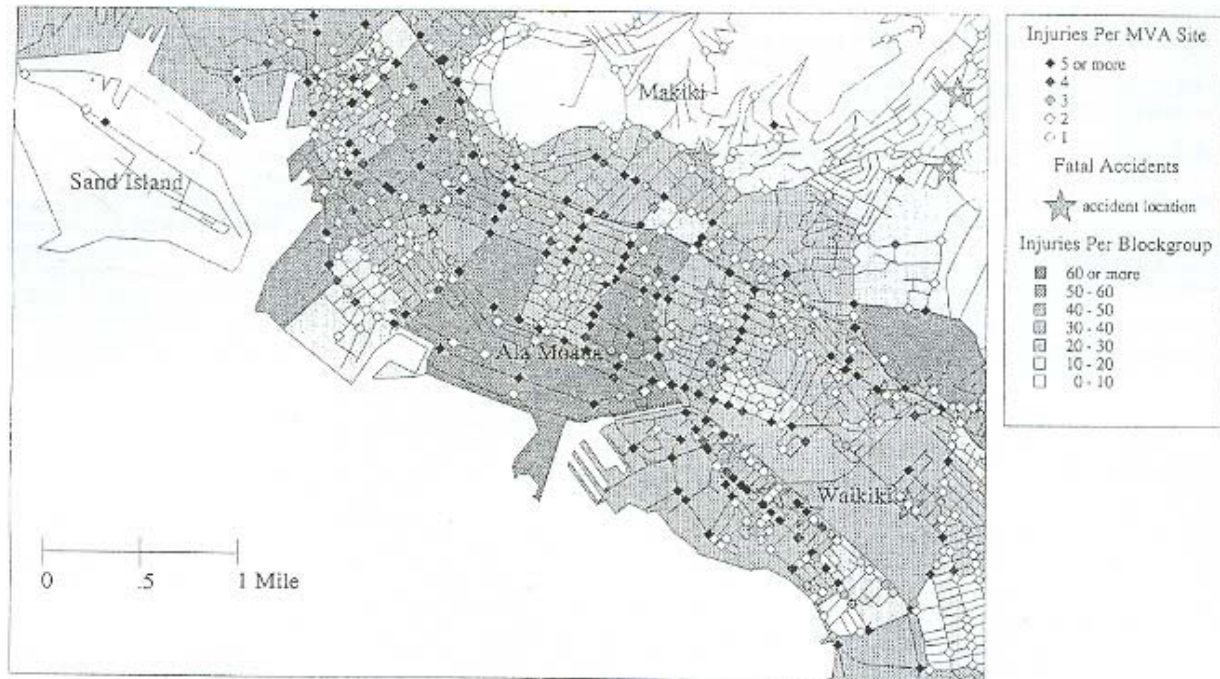 Makiki
Sand Island
Ala Moana
Waikiki
0 .5 1 Mile
Injuries Per MVA Site
5 or more
4
3
2
1
Fatal Accidents
accident location
Injuries Per Blockgroup
60 or more
50 - 60
40 - 50
30 - 40
20 - 30
10 - 20
0 - 10